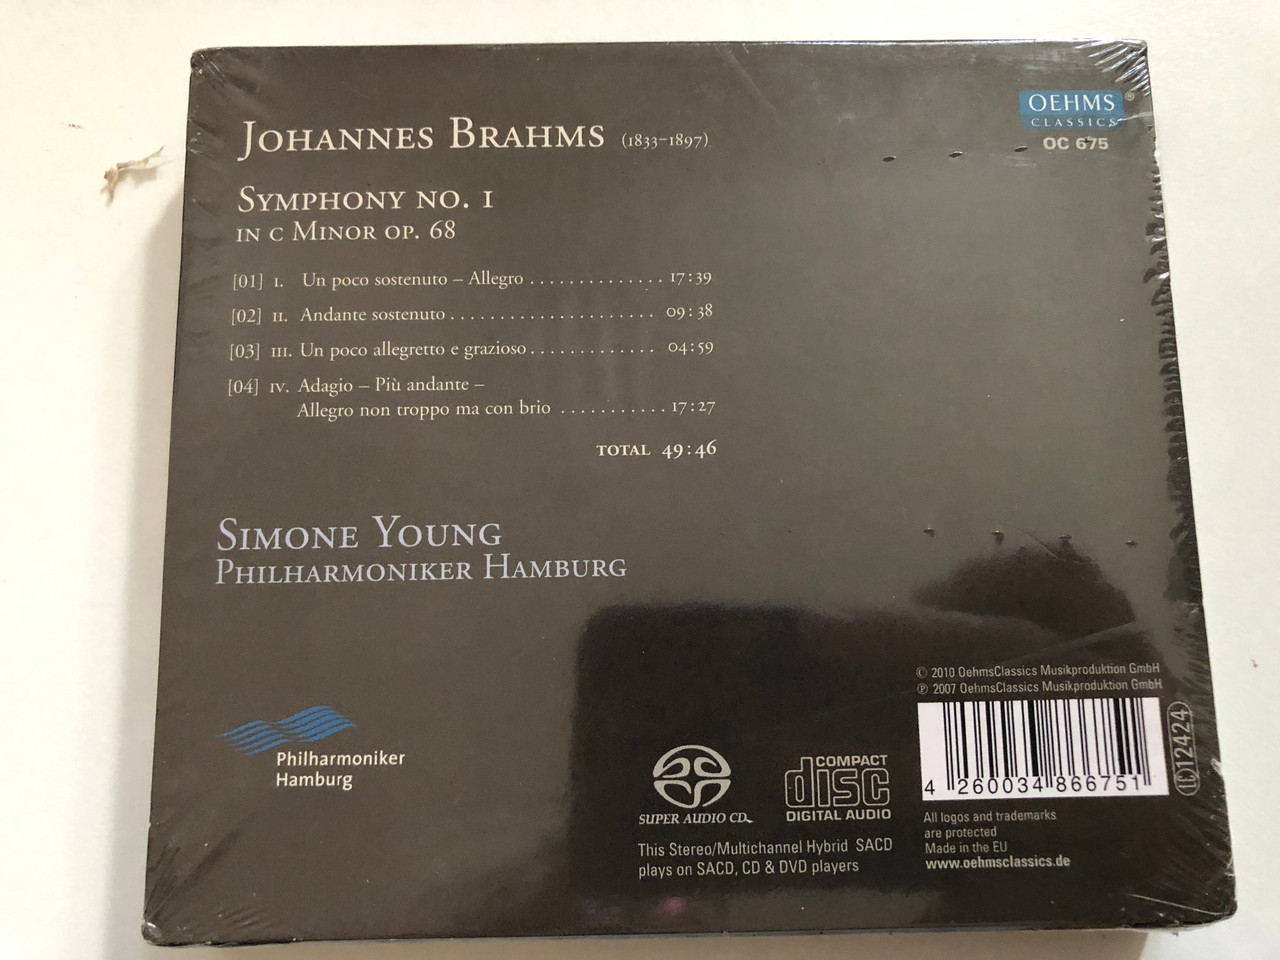 OEHMS®
CLASSICS
OC 675
JOHANNES BRAHMS (1833–1897)
SYMPHONY NO. 1
IN C MINOR OP. 68
[01] I. Un poco sostenuto – Allegro .............. 17:39
[02] II. Andante sostenuto .................... 09:38
[03] III. Un poco allegretto e grazioso ............. 04:59
[04] IV. Adagio – Più andante –
Allegro non troppo ma con brio ........... 17:27
TOTAL 49:46
SIMONE YOUNG
PHILHARMONIKER HAMBURG
Philharmoniker
Hamburg
SUPER AUDIO CD
COMPACT
disc
DIGITAL AUDIO
This Stereo/Multichannel Hybrid SACD
plays on SACD, CD & DVD players
© 2010 OehmsClassics Musikproduktion GmbH
℗ 2007 OehmsClassics Musikproduktion GmbH
4 260034 866751
LC 12424
All logos and trademarks
are protected
Made in the EU
www.oehmsclassics.de